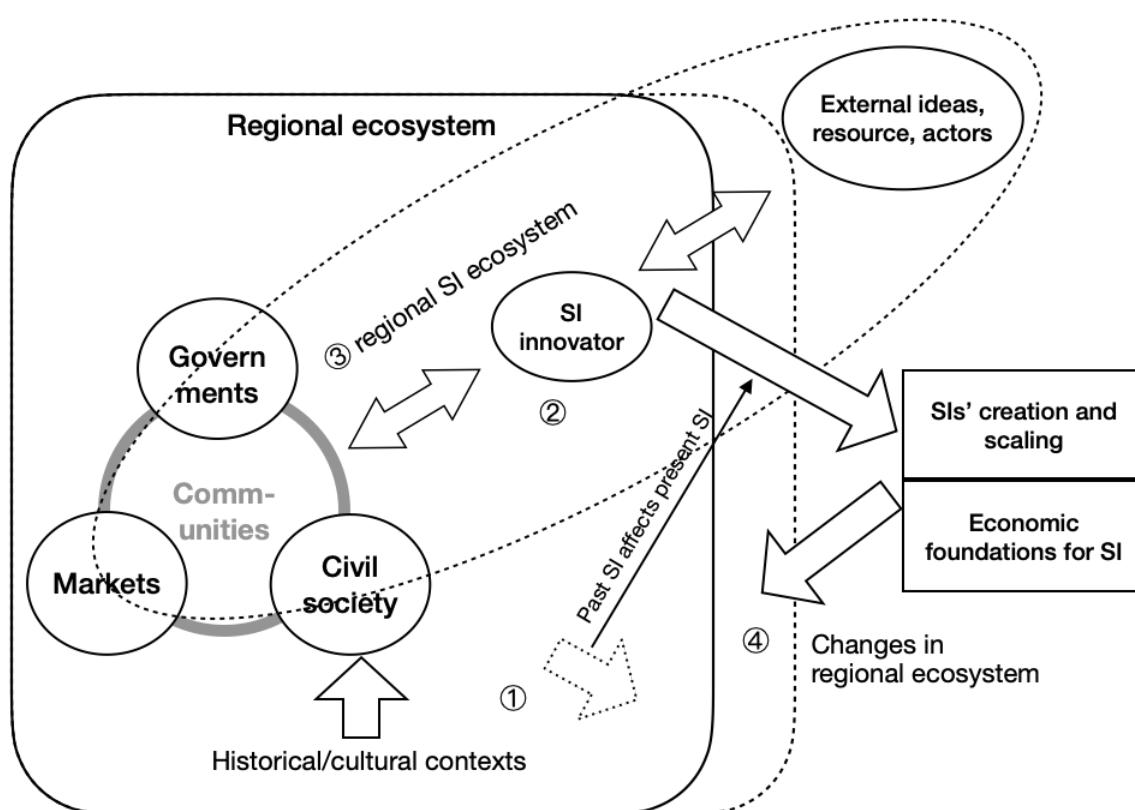 Regional ecosystem
External ideas,
resource, actors
③ regional SI ecosystem
SI
innovator
②
Govern
ments
Comm-
unities
Markets
Civil
society
Past SI affects present SI
①
Historical/cultural contexts
SIs’ creation and
scaling
Economic
foundations for SI
④
Changes in
regional ecosystem